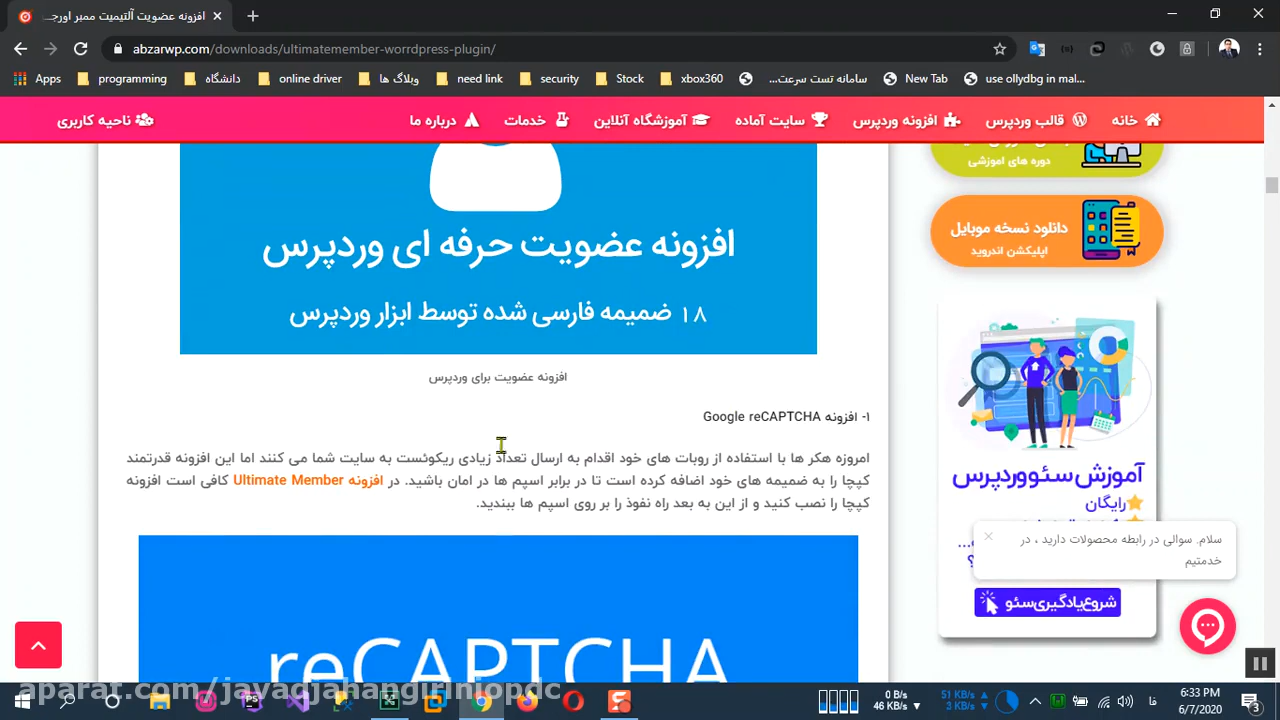 افزونه عضویت آلتیمیت ممبر اورج...
abzarwp.com/downloads/ultimatemember-worrdpress-plugin/
Apps programming دانشگاه online driver وبلاگ ها need link security Stock xbox360 سامانه تست سرعت... New Tab use ollydbg in mal...
خانه قالب وردپرس افزونه وردپرس سایت آماده آموزشگاه آنلاین خدمات درباره ما ناحیه کاربری
دوره های اموزشی
دانلود نسخه موبایل
اپلیکشن اندروید
افزونه عضویت حرفه ای وردپرس
۱۸ ضمیمه فارسی شده توسط ابزار وردپرس
افزونه عضویت برای وردپرس
۱- افزونه Google reCAPTCHA
امروزه هکر ها با استفاده از روبات های خود اقدام به ارسال تعداد زیادی ریکوئست به سایت شما می کنند اما این افزونه قدرتمند
کپچا را به ضمیمه های خود اضافه کرده است تا در برابر اسپم ها در امان باشید. در افزونه Ultimate Member کافی است افزونه
کپچا را نصب کنید و از این به بعد راه نفوذ را بر روی اسپم ها ببندید.
reCAPTCHA
آموزش سئو وردپرس
رایگان
سلام. سوالی در رابطه محصولات دارید ، در
خدمتیم
شروع یادگیری سئو
0 B/s
46 KB/s
51 KB/s
3 KB/s
فا
6:33 PM
6/7/2020
3